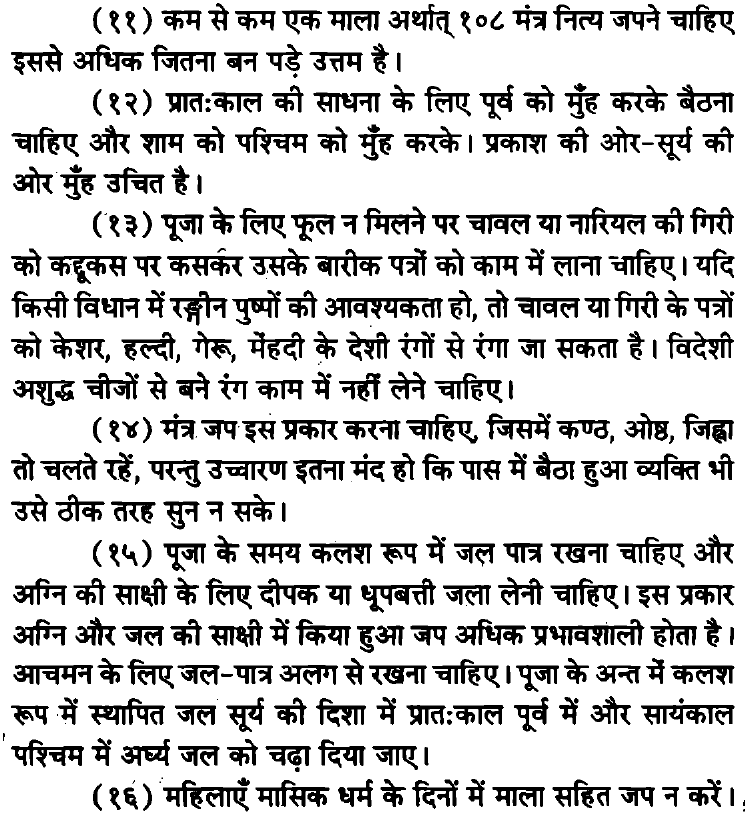 (११) कम से कम एक माला अर्थात् १०८ मंत्र नित्य जपने चाहिए
इससे अधिक जितना बन पड़े उत्तम है।
(१२) प्रातःकाल की साधना के लिए पूर्व को मुँह करके बैठना
चाहिए और शाम को पश्चिम को मुँह करके। प्रकाश की ओर-सूर्य की
ओर मुँह उचित है।
(१३) पूजा के लिए फूल न मिलने पर चावल या नारियल की गिरी
को कद्दूकस पर कसकर उसके बारीक पत्रों को काम में लाना चाहिए। यदि
किसी विधान में रङ्गीन पुष्पों की आवश्यकता हो, तो चावल या गिरी के पत्रों
को केशर, हल्दी, गेरू, मेंहदी के देशी रंगों से रंगा जा सकता है। विदेशी
अशुद्ध चीजों से बने रंग काम में नहीं लेने चाहिए।
(१४) मंत्र जप इस प्रकार करना चाहिए, जिसमें कण्ठ, ओष्ठ, जिह्वा
तो चलते रहें, परन्तु उच्चारण इतना मंद हो कि पास में बैठा हुआ व्यक्ति भी
उसे ठीक तरह सुन न सके।
(१५) पूजा के समय कलश रूप में जल पात्र रखना चाहिए और
अग्नि की साक्षी के लिए दीपक या धूपबत्ती जला लेनी चाहिए। इस प्रकार
अग्नि और जल की साक्षी में किया हुआ जप अधिक प्रभावशाली होता है।
आचमन के लिए जल-पात्र अलग से रखना चाहिए। पूजा के अन्त में कलश
रूप में स्थापित जल सूर्य की दिशा में प्रातःकाल पूर्व में और सायंकाल
पश्चिम में अर्घ्य जल को चढ़ा दिया जाए।
(१६) महिलाएँ मासिक धर्म के दिनों में माला सहित जप न करें।